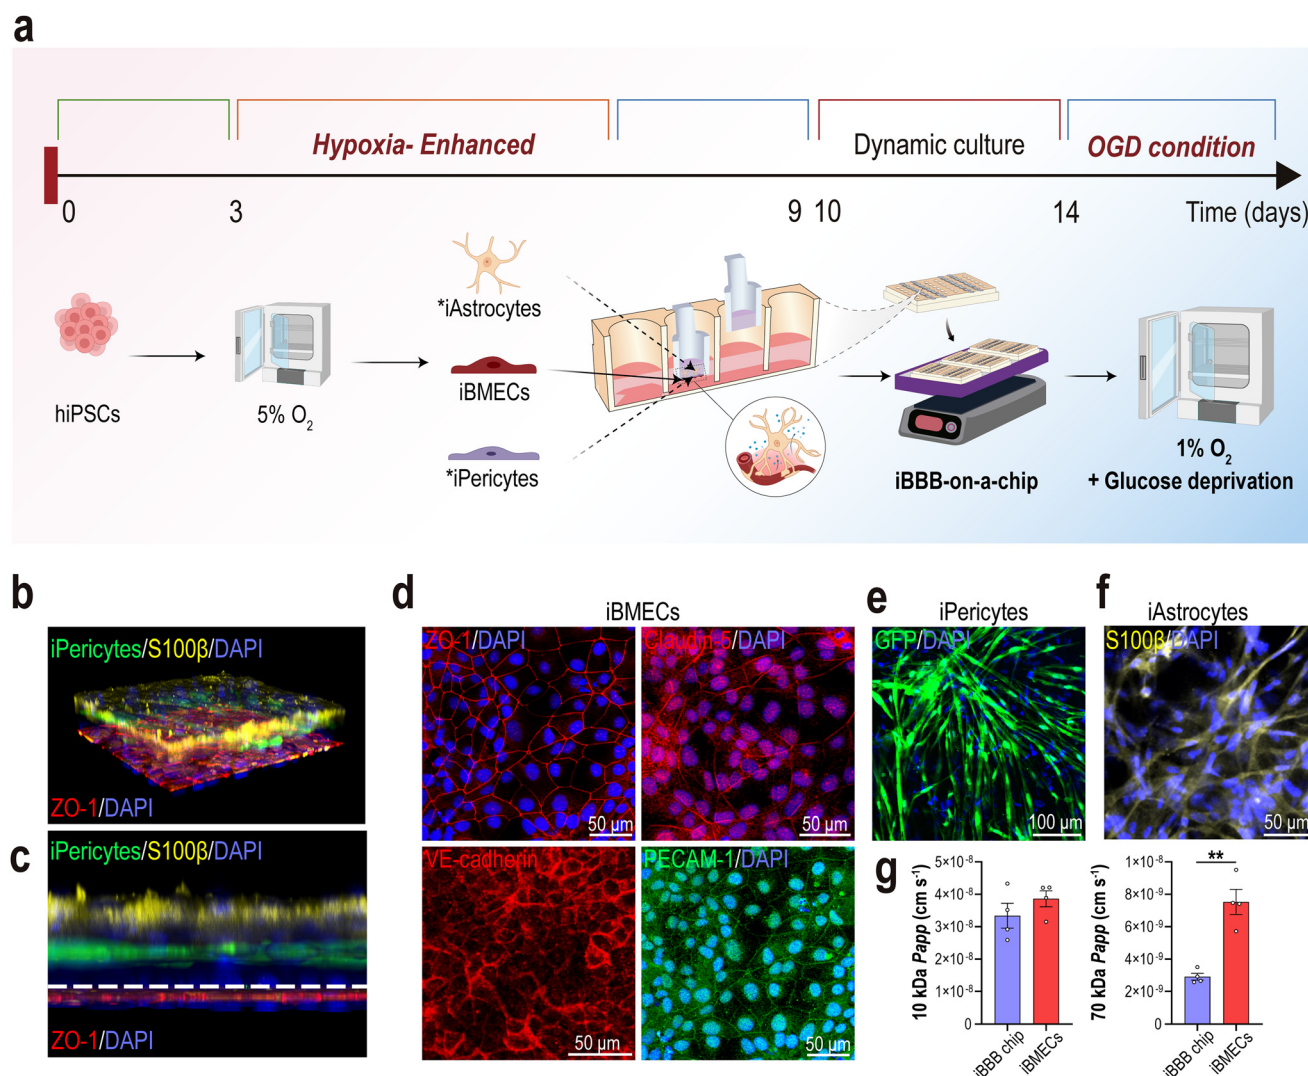 a
Hypoxia- Enhanced
Dynamic culture
OGD condition
0
3
9
10
14
Time (days)
hiPSCs
5% O₂
*iAstrocytes
iBMECs
*iPericytes
iBBB-on-a-chip
1% O₂
+ Glucose deprivation
b
iPericytes/S100β/DAPI
ZO-1/DAPI
c
iPericytes/S100β/DAPI
ZO-1/DAPI
d
iBMECs
ZO-1/DAPI
50 µm
Claudin-5/DAPI
50 µm
VE-cadherin
50 µm
PECAM-1/DAPI
50 µm
e
iPericytes
GFP/DAPI
100 µm
f
iAstrocytes
S100β/DAPI
50 µm
g
10 kDa Papp (cm s⁻¹)
5×10⁻⁸
4×10⁻⁸
3×10⁻⁸
2×10⁻⁸
1×10⁻⁸
0
iBBB chip
iBMECs
70 kDa Papp (cm s⁻¹)
1×10⁻⁸
8×10⁻⁹
6×10⁻⁹
4×10⁻⁹
2×10⁻⁹
0
**
iBBB chip
iBMECs